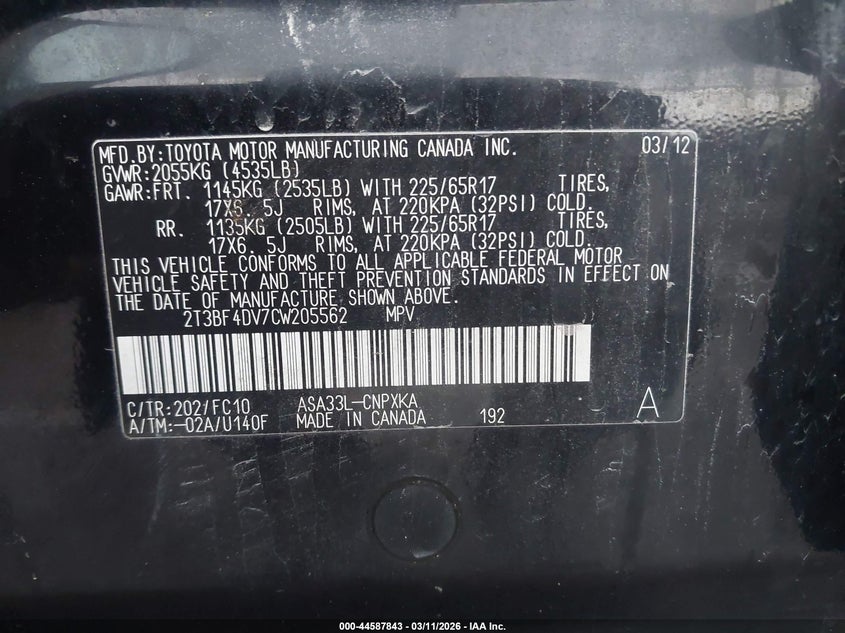 MFD.BY:TOYOTA MOTOR MANUFACTURING CANADA INC. 03/12
GVWR:2055KG (4535LB)
GAWR:FRT. 1145KG (2535LB) WITH 225/65R17 TIRES,
17X6. 5J RIMS, AT 220KPA (32PSI) COLD.
RR. 1135KG (2505LB) WITH 225/65R17 TIRES,
17X6. 5J RIMS, AT 220KPA (32PSI) COLD.
THIS VEHICLE CONFORMS TO ALL APPLICABLE FEDERAL MOTOR
VEHICLE SAFETY AND THEFT PREVENTION STANDARDS IN EFFECT ON
THE DATE OF MANUFACTURE SHOWN ABOVE.
2T3BF4DV7CW205562 MPV
C/TR:202/FC10 ASA33L-CNPXKA
A/TM:-02A/U140F MADE IN CANADA 192 A
000-44587843 - 03/11/2026 - IAA Inc.